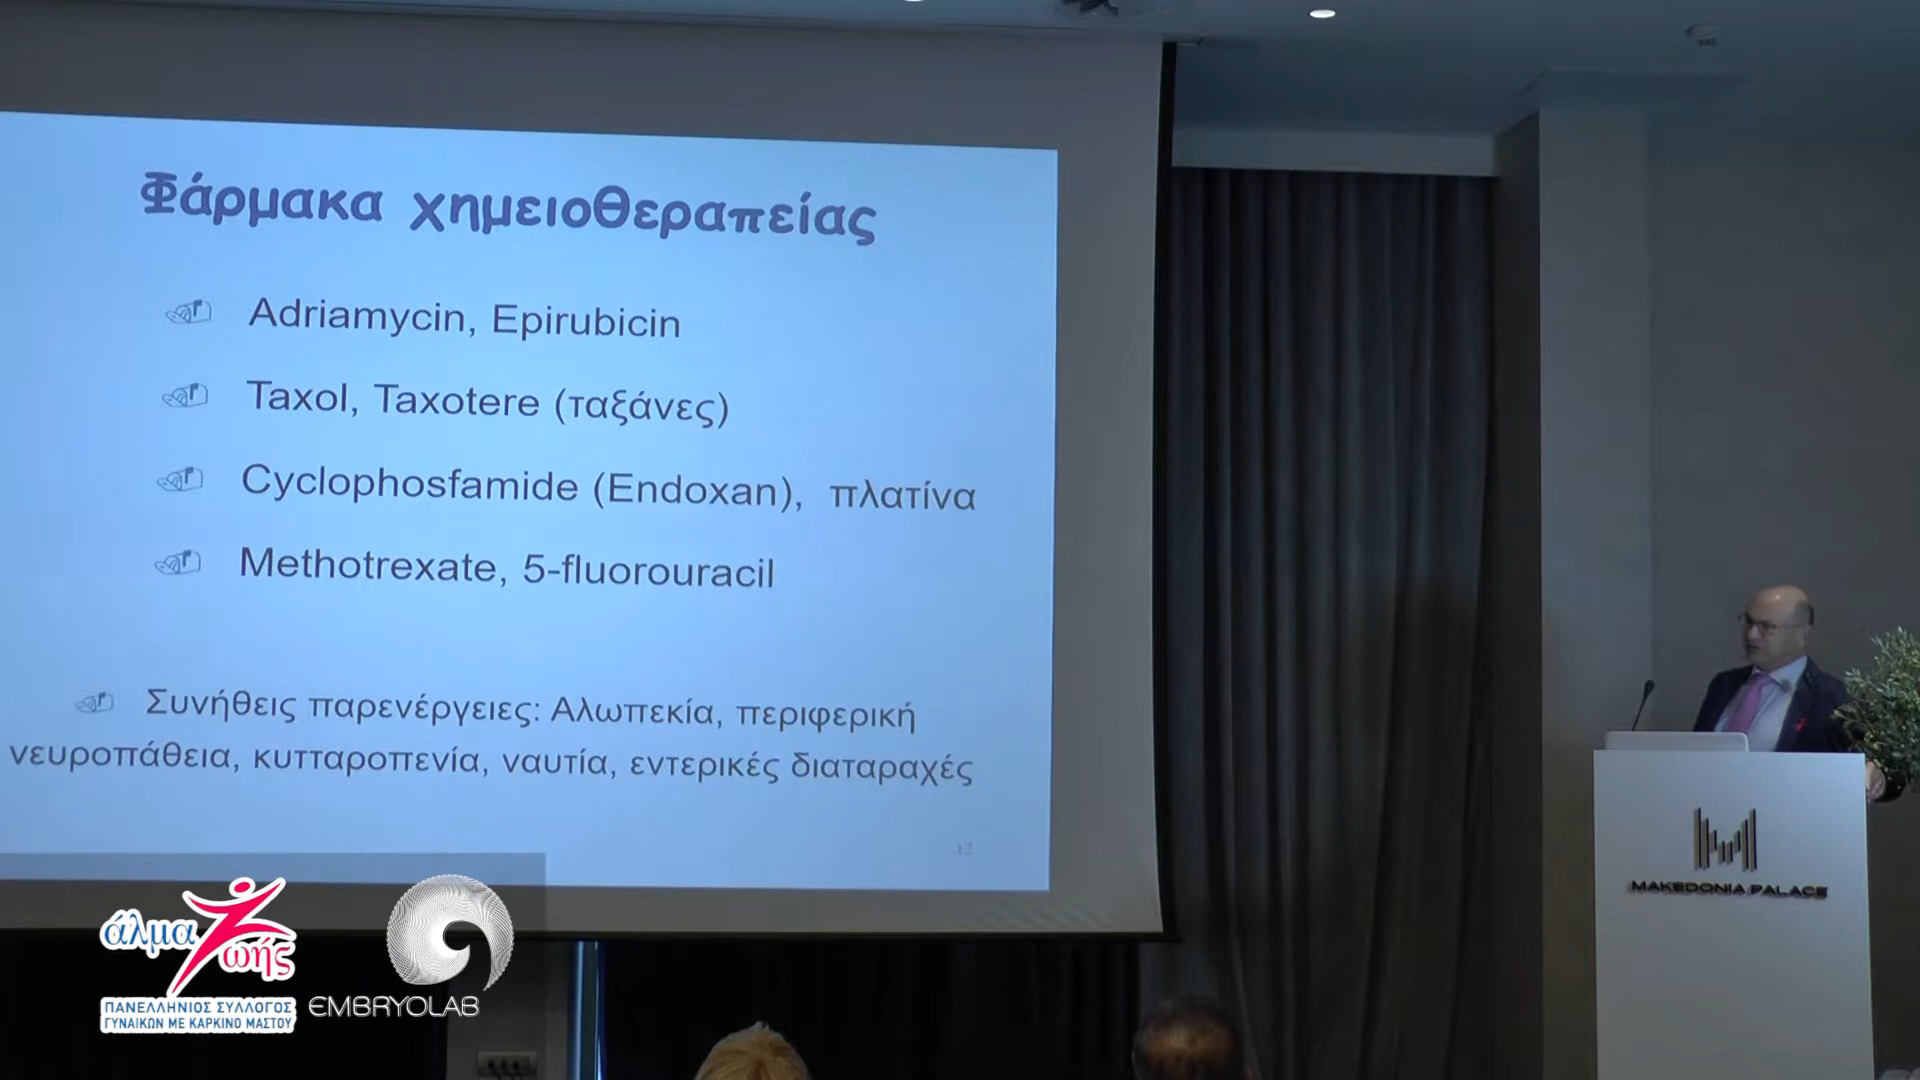 Φάρμακα χημειοθεραπείας
Adriamycin, Epirubicin
Taxol, Taxotere (ταξάνες)
Cyclophosfamide (Endoxan), πλατίνα
Methotrexate, 5-fluorouracil
Συνήθεις παρενέργειες: Αλωπεκία, περιφερική
νευροπάθεια, κυτταροπενία, ναυτία, εντερικές διαταραχές
12
άλμα
ζωής
ΠΑΝΕΛΛΗΝΙΟΣ ΣΥΛΛΟΓΟΣ
ΓΥΝΑΙΚΩΝ ΜΕ ΚΑΡΚΙΝΟ ΜΑΣΤΟΥ
EMBRYOLAB
MAKEDONIA PALACE